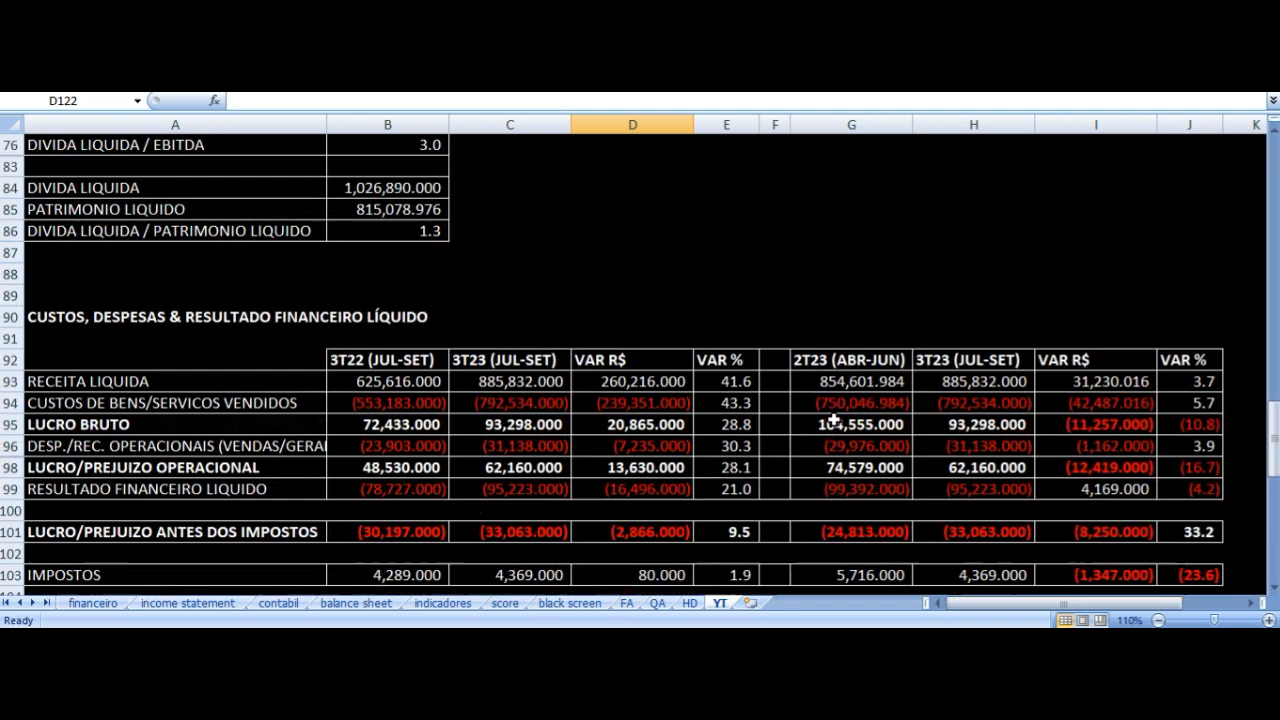 D122
A B C D E F G H I J K
76 DIVIDA LIQUIDA / EBITDA 3.0
83
84 DIVIDA LIQUIDA 1,026,890.000
85 PATRIMONIO LIQUIDO 815,078.976
86 DIVIDA LIQUIDA / PATRIMONIO LIQUIDO 1.3
87
88
89
90 CUSTOS, DESPESAS & RESULTADO FINANCEIRO LÍQUIDO
91
92 3T22 (JUL-SET) 3T23 (JUL-SET) VAR R$ VAR % 2T23 (ABR-JUN) 3T23 (JUL-SET) VAR R$ VAR %
93 RECEITA LIQUIDA 625,616.000 885,832.000 260,216.000 41.6 854,601.984 885,832.000 31,230.016 3.7
94 CUSTOS DE BENS/SERVICOS VENDIDOS (553,183.000) (792,534.000) (239,351.000) 43.3 (750,046.984) (792,534.000) (42,487.016) 5.7
95 LUCRO BRUTO 72,433.000 93,298.000 20,865.000 28.8 104,555.000 93,298.000 (11,257.000) (10.8)
96 DESP./REC. OPERACIONAIS (VENDAS/GERA (23,903.000) (31,138.000) (7,235.000) 30.3 (29,976.000) (31,138.000) (1,162.000) 3.9
98 LUCRO/PREJUIZO OPERACIONAL 48,530.000 62,160.000 13,630.000 28.1 74,579.000 62,160.000 (12,419.000) (16.7)
99 RESULTADO FINANCEIRO LIQUIDO (78,727.000) (95,223.000) (16,496.000) 21.0 (99,392.000) (95,223.000) 4,169.000 (4.2)
100
101 LUCRO/PREJUIZO ANTES DOS IMPOSTOS (30,197.000) (33,063.000) (2,866.000) 9.5 (24,813.000) (33,063.000) (8,250.000) 33.2
102
103 IMPOSTOS 4,289.000 4,369.000 80.000 1.9 5,716.000 4,369.000 (1,347.000) (23.6)
financeiro income statement contabil balance sheet indicadores score black screen FA QA HD YT
Ready 110%